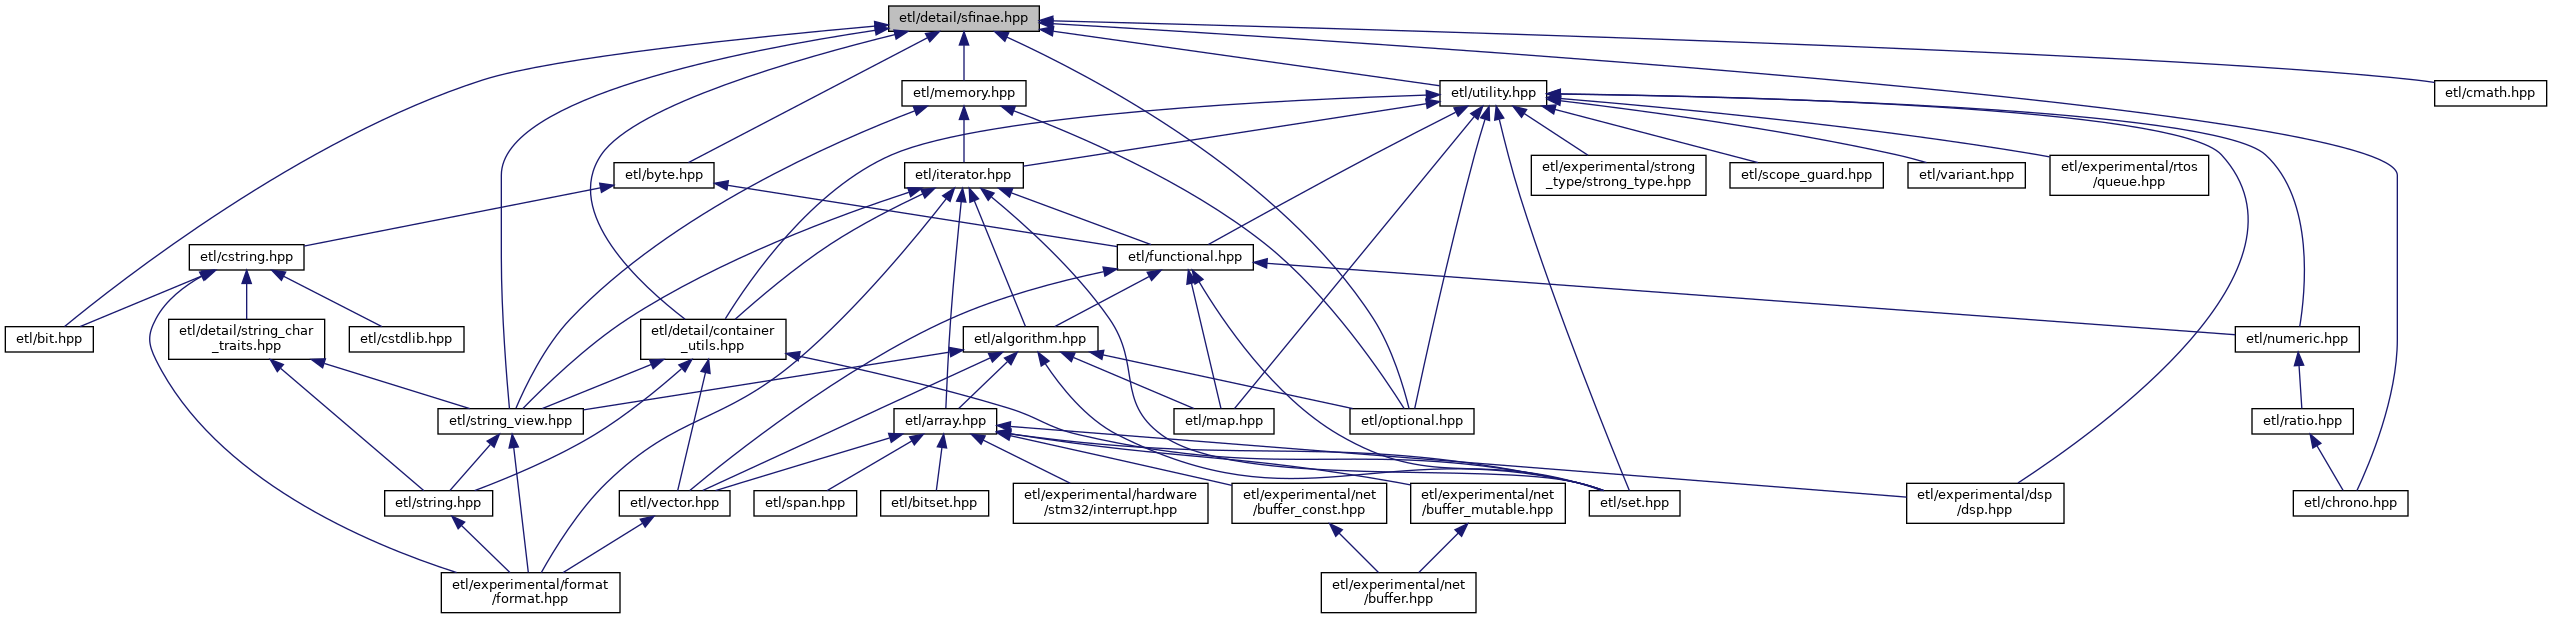 etl/detail/sfinae.hpp
etl/memory.hpp
etl/utility.hpp
etl/cmath.hpp
etl/byte.hpp
etl/iterator.hpp
etl/experimental/strong
_type/strong_type.hpp
etl/scope_guard.hpp
etl/variant.hpp
etl/experimental/rtos
/queue.hpp
etl/cstring.hpp
etl/functional.hpp
etl/bit.hpp
etl/detail/string_char
_traits.hpp
etl/cstdlib.hpp
etl/detail/container
_utils.hpp
etl/algorithm.hpp
etl/numeric.hpp
etl/string_view.hpp
etl/array.hpp
etl/map.hpp
etl/optional.hpp
etl/ratio.hpp
etl/string.hpp
etl/vector.hpp
etl/span.hpp
etl/bitset.hpp
etl/experimental/hardware
/stm32/interrupt.hpp
etl/experimental/net
/buffer_const.hpp
etl/experimental/net
/buffer_mutable.hpp
etl/set.hpp
etl/experimental/dsp
/dsp.hpp
etl/chrono.hpp
etl/experimental/format
/format.hpp
etl/experimental/net
/buffer.hpp